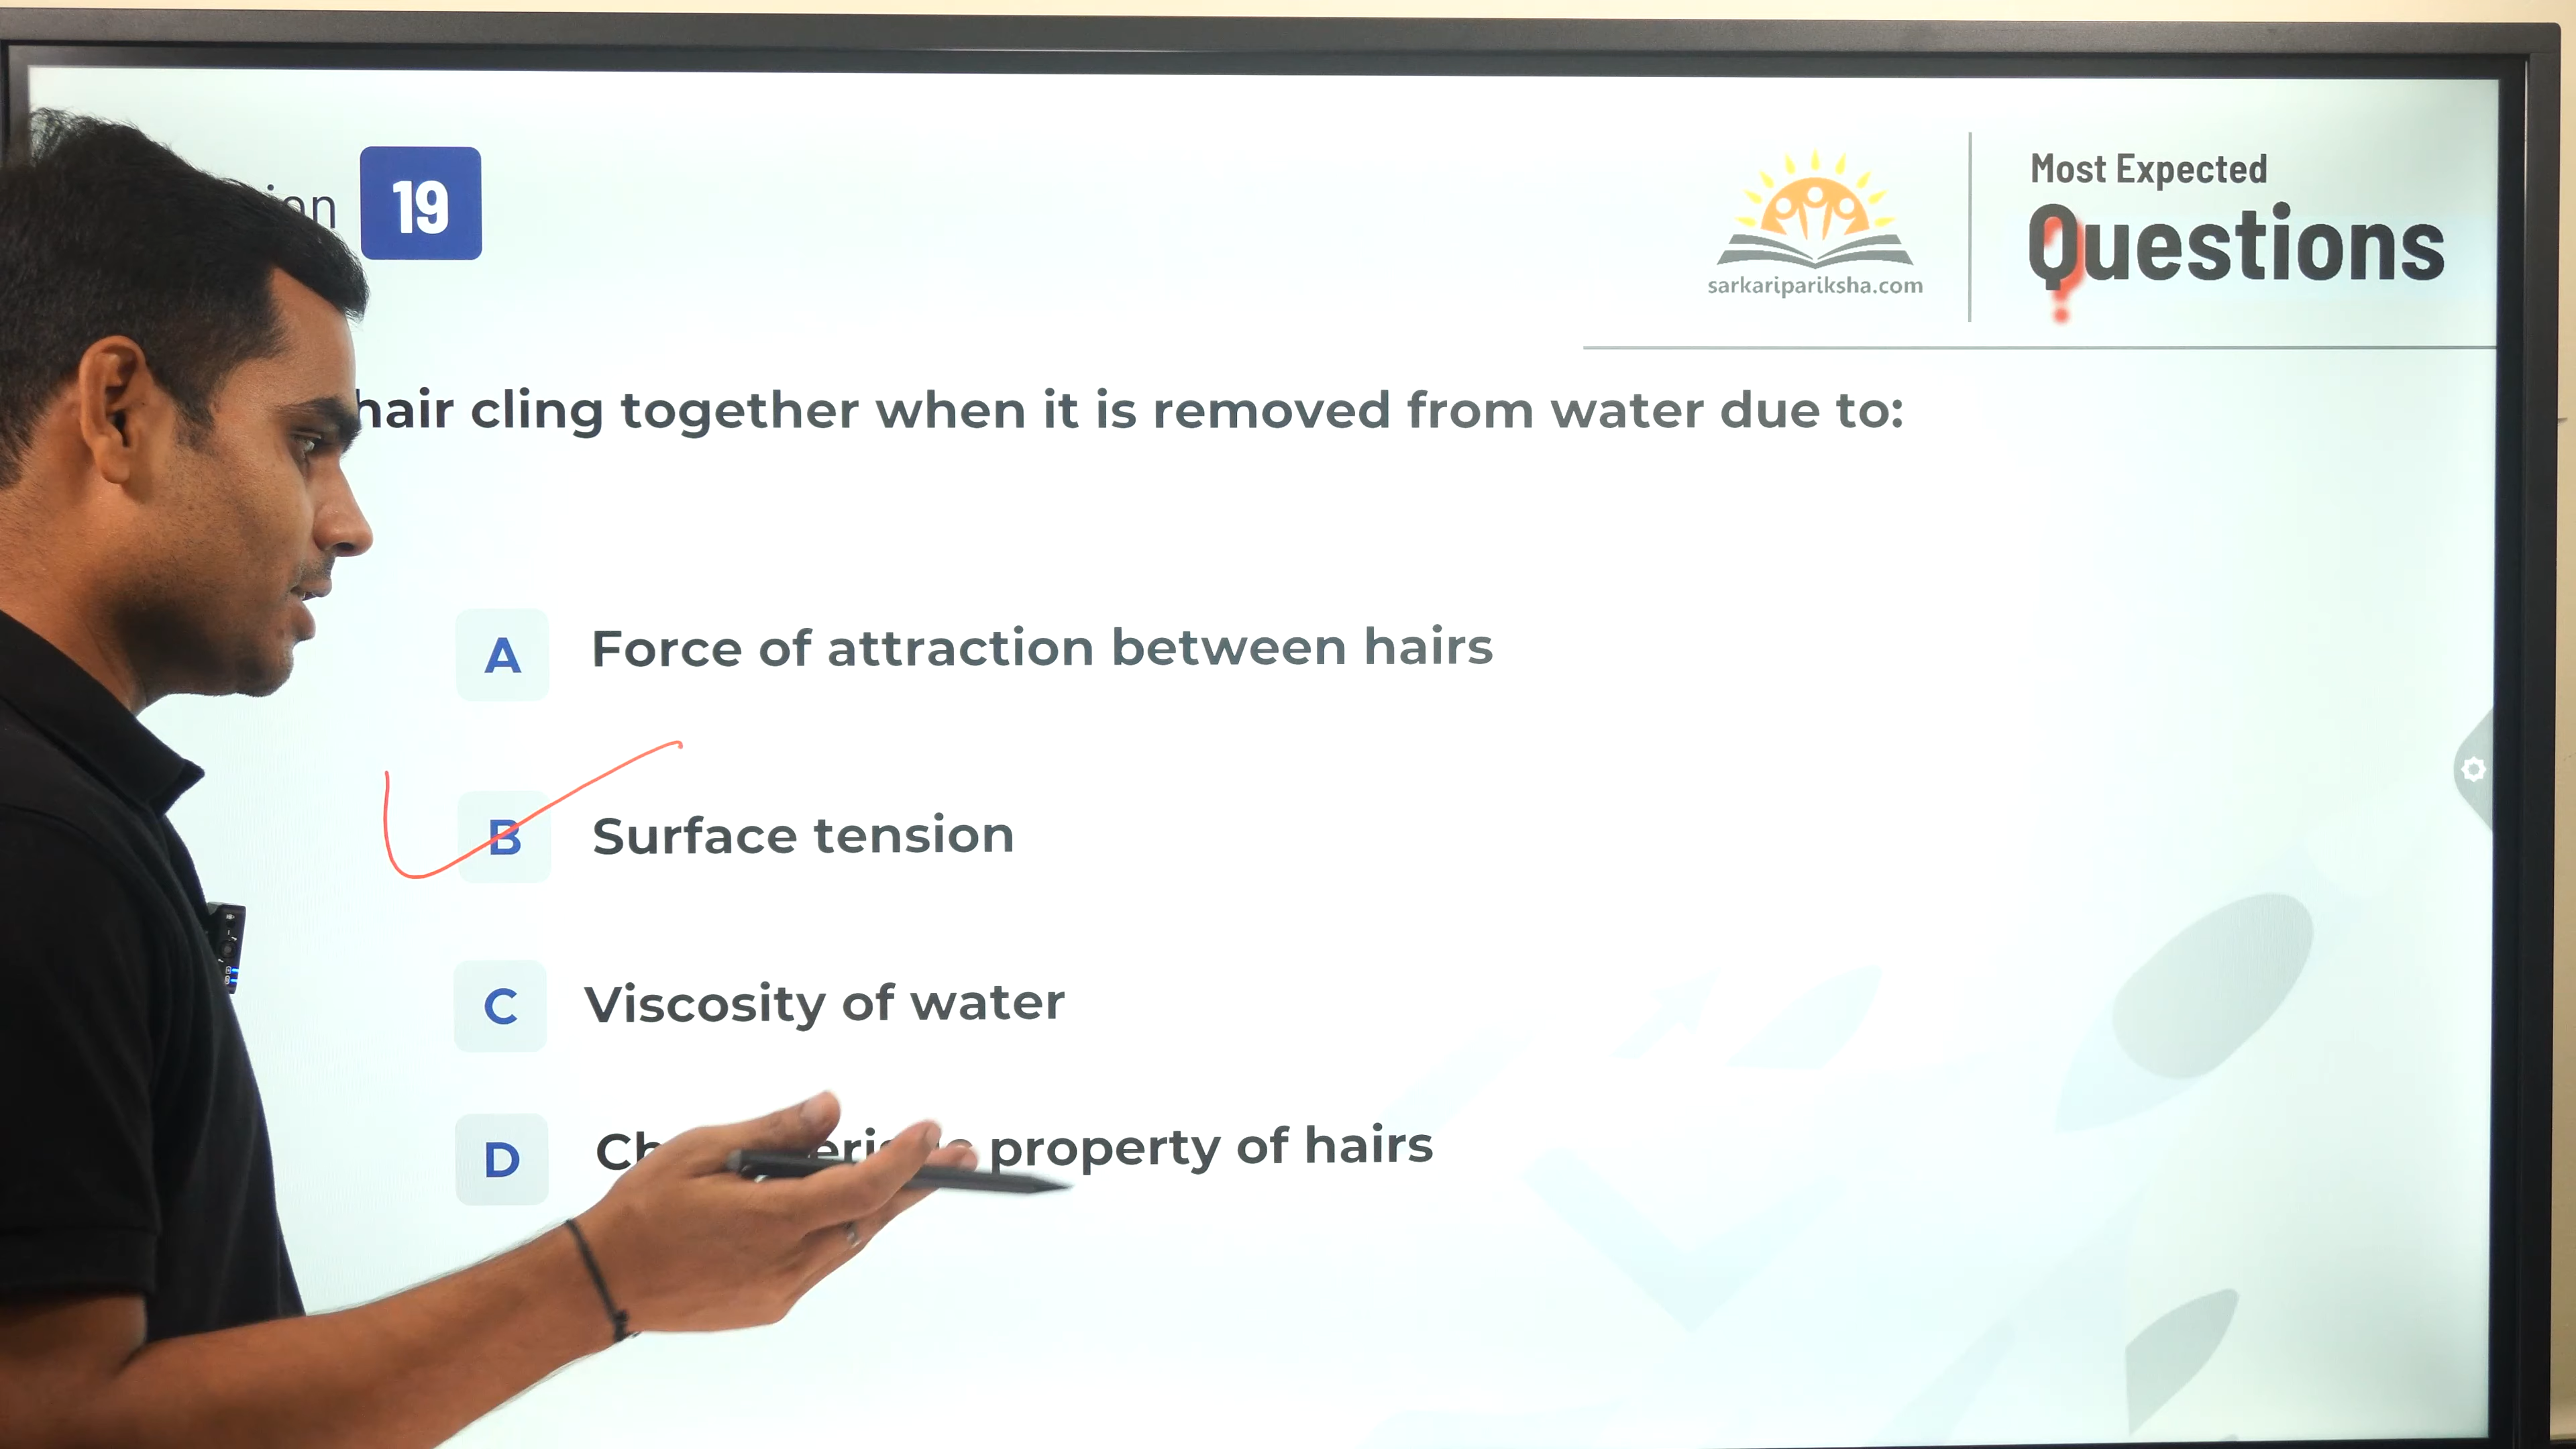 19
sarkaripariksha.com
Most Expected
Questions
hair cling together when it is removed from water due to:
A Force of attraction between hairs
B Surface tension
C Viscosity of water
D property of hairs